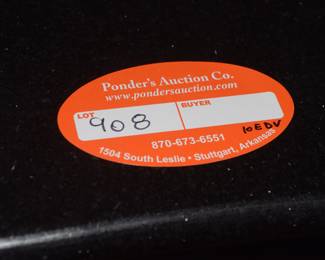 Ponder's Auction Co.
www.pondersauction.com
LOT BUYER
908
10EDV
870-673-6551
1504 South Leslie • Stuttgart, Arkansas